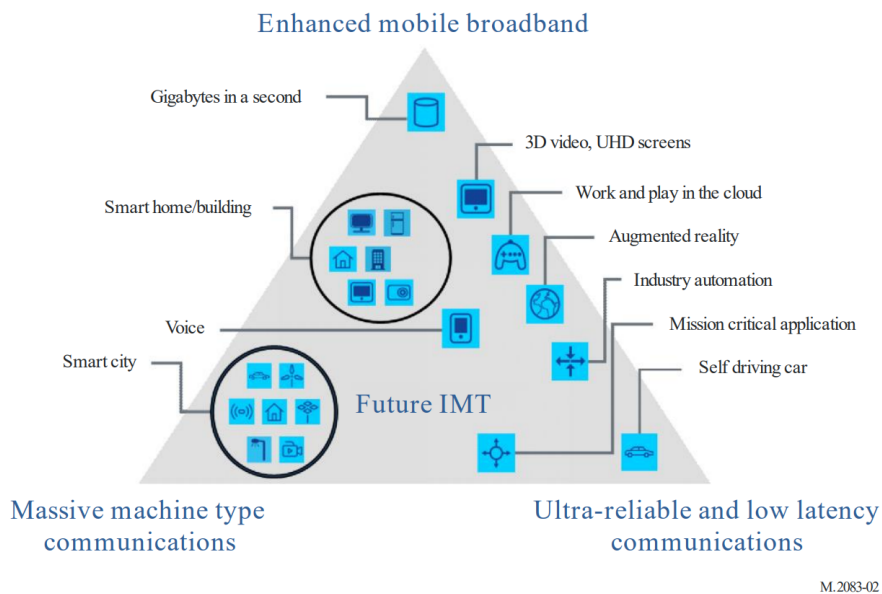 Enhanced mobile broadband
Gigabytes in a second
3D video, UHD screens
Smart home/building
Work and play in the cloud
Augmented reality
Industry automation
Voice
Mission critical application
Smart city
Self driving car
Future IMT
Massive machine type
communications
Ultra-reliable and low latency
communications
M.2083-02